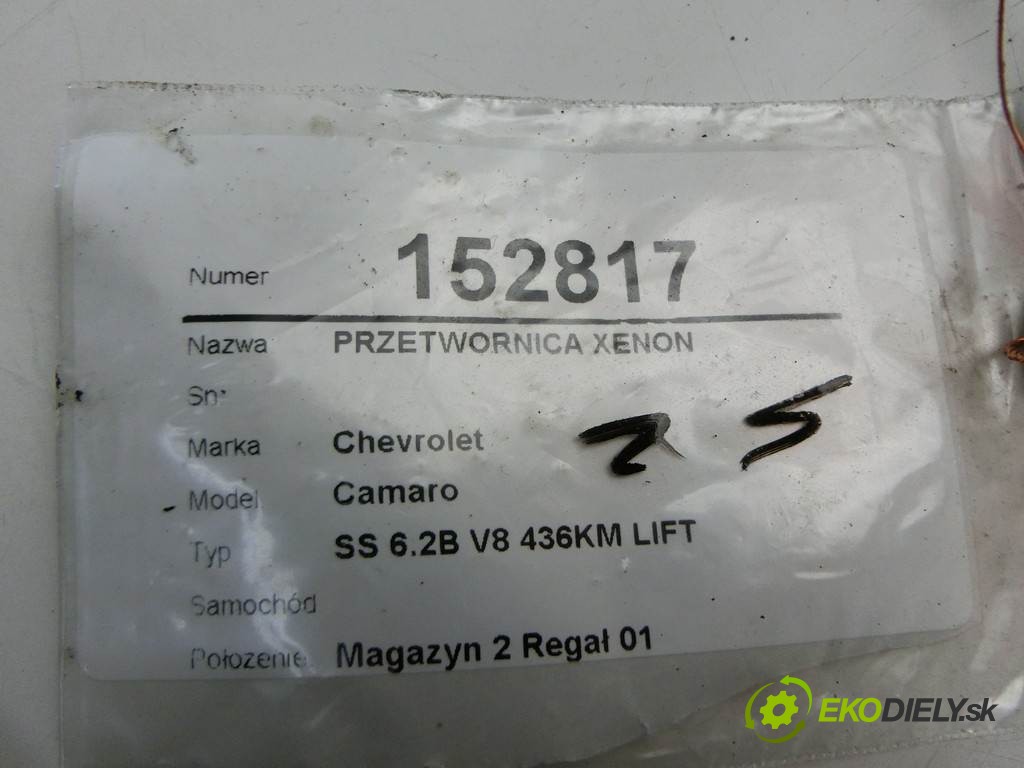 Numer 152817
Nazwa PRZETWORNICA XENON
Sn:
Marka Chevrolet
Model Camaro
Typ SS 6.2B V8 436KM LIFT
Samochód
Położenie Magazyn 2 Regał 01
EKODIELY.sk